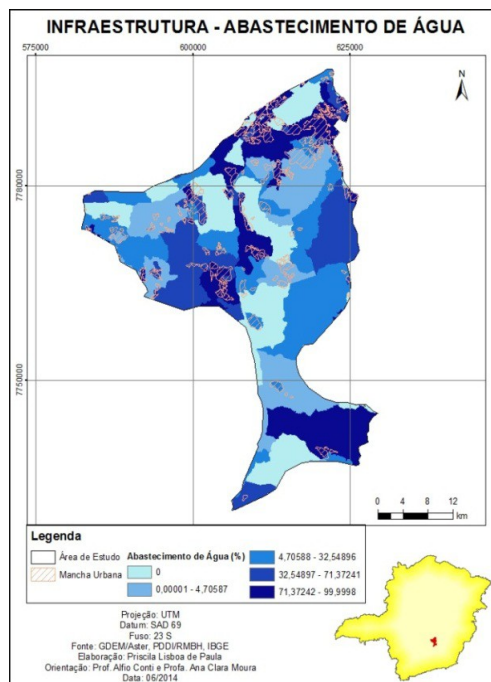 INFRAESTRUTURA - ABASTECIMENTO DE ÁGUA
575000 600000 625000
N
7780000
7750000
0 4 8 12
km
Legenda
Área de Estudo
Mancha Urbana
Abastecimento de Água (%)
0
0,00001 - 4,70587
4,70588 - 32,54896
32,54897 - 71,37241
71,37242 - 99,9998
Projeção: UTM
Datum: SAD 69
Fuso: 23 S
Fonte: GDEM/Aster, PDDI/RMBH, IBGE
Elaboração: Priscila Lisboa de Paula
Orientação: Prof. Alfio Conti e Profa. Ana Clara Moura
Data: 06/2014